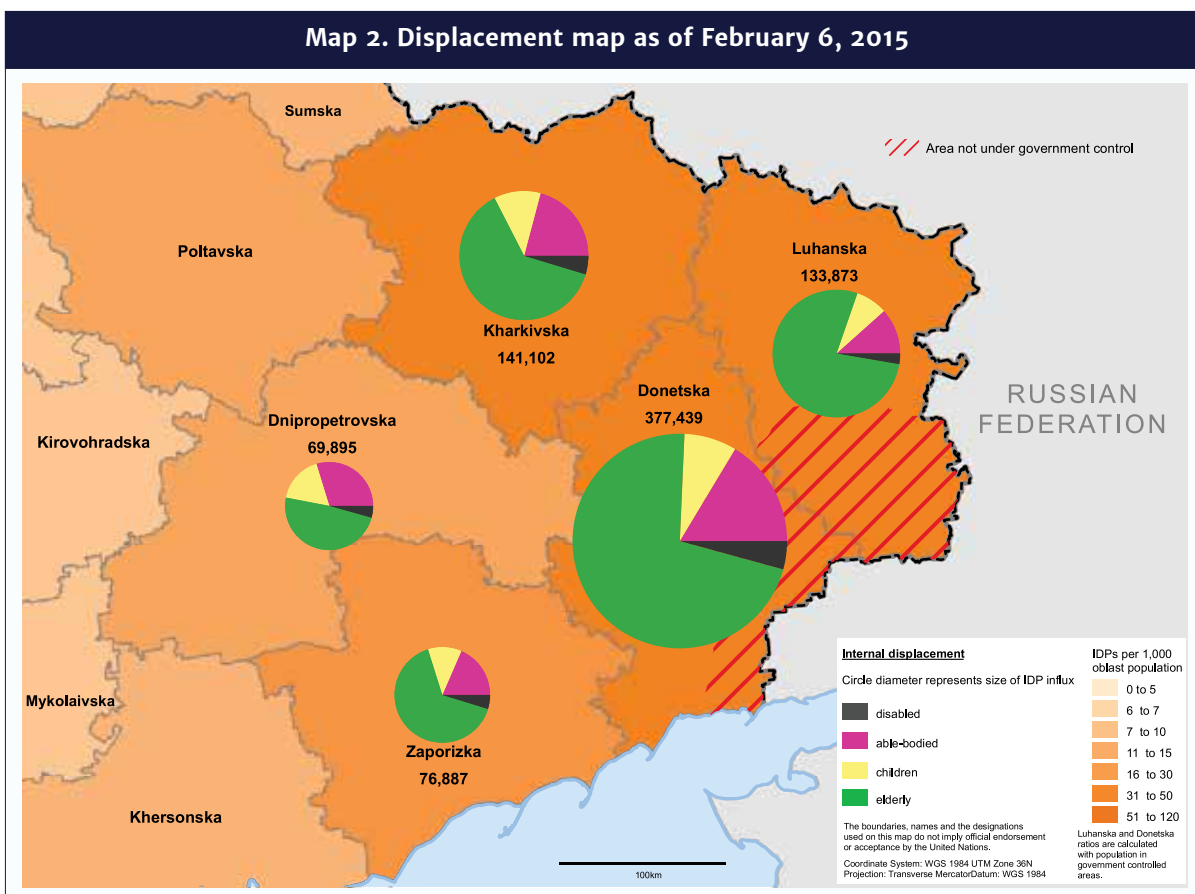 Map 2. Displacement map as of February 6, 2015
Sumska
Area not under government control
Poltavska
Luhanska
133,873
Kharkivska
141,102
Donetska
377,439
RUSSIAN
FEDERATION
Dnipropetrovska
69,895
Kirovohradska
Mykolaivska
Zaporizka
76,887
Khersonska
100km
Internal displacement
Circle diameter represents size of IDP influx
disabled
able-bodied
children
elderly
The boundaries, names and the designations
used on this map do not imply official endorsement
or acceptance by the United Nations.
Coordinate System: WGS 1984 UTM Zone 36N
Projection: Transverse MercatorDatum: WGS 1984
IDPs per 1,000
oblast population
0 to 5
6 to 7
7 to 10
11 to 15
16 to 30
31 to 50
51 to 120
Luhanska and Donetska
ratios are calculated
with population in
government controlled
areas.